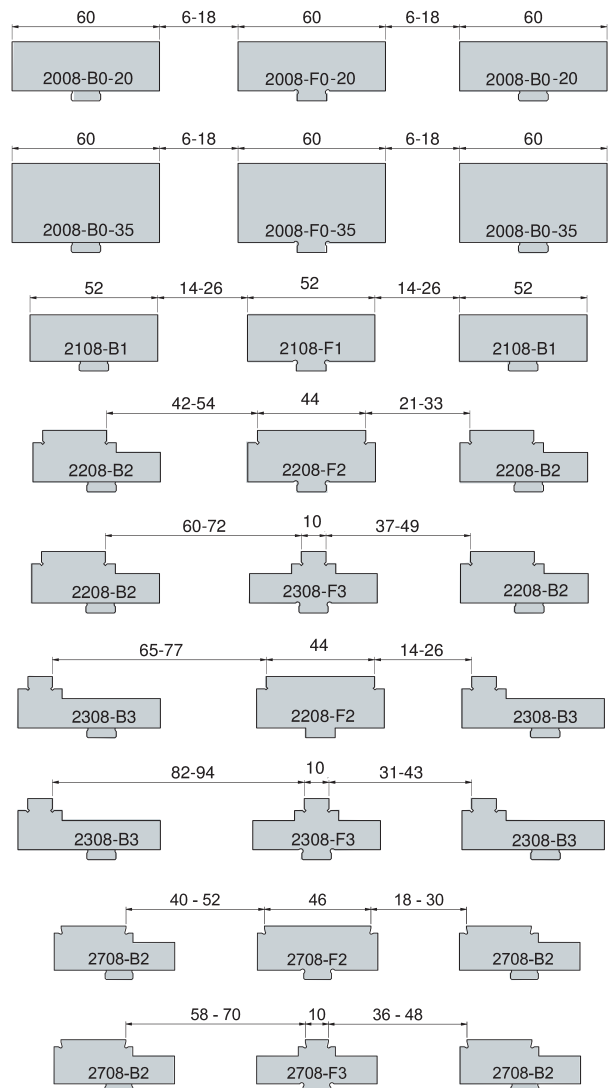 60 6-18 60 6-18 60
2008-B0-20 2008-F0-20 2008-B0-20
60 6-18 60 6-18 60
2008-B0-35 2008-F0-35 2008-B0-35
52 14-26 52 14-26 52
2108-B1 2108-F1 2108-B1
42-54 44 21-33
2208-B2 2208-F2 2208-B2
60-72 10 37-49
2208-B2 2308-F3 2208-B2
65-77 44 14-26
2308-B3 2208-F2 2308-B3
82-94 10 31-43
2308-B3 2308-F3 2308-B3
40 - 52 46 18 - 30
2708-B2 2708-F2 2708-B2
58 - 70 10 36 - 48
2708-B2 2708-F3 2708-B2